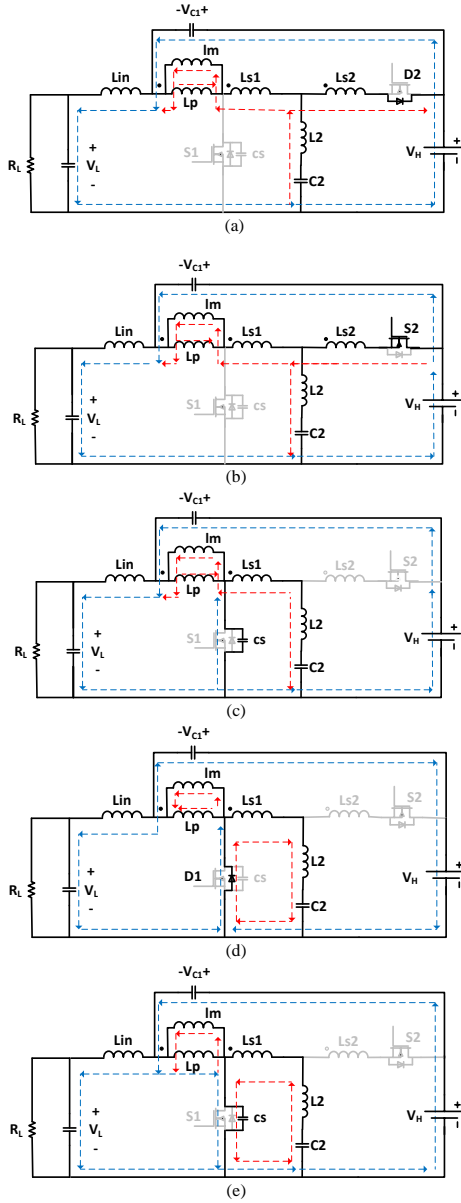 -VC1+
Im
Lin Lp Ls1 Ls2 D2
RL + VL - S1 cs L2 C2 VH +
(a)
-VC1+
Im
Lin Lp Ls1 Ls2 S2
RL + VL - S1 cs L2 C2 VH +
(b)
-VC1+
Im
Lin Lp Ls1 Ls2 S2
RL + VL - S1 cs L2 C2 VH +
(c)
-VC1+
Im
Lin Lp Ls1 Ls2 S2
RL + VL - D1 cs L2 C2 VH +
(d)
-VC1+
Im
Lin Lp Ls1 Ls2 S2
RL + VL - S1 cs L2 C2 VH +
(e)